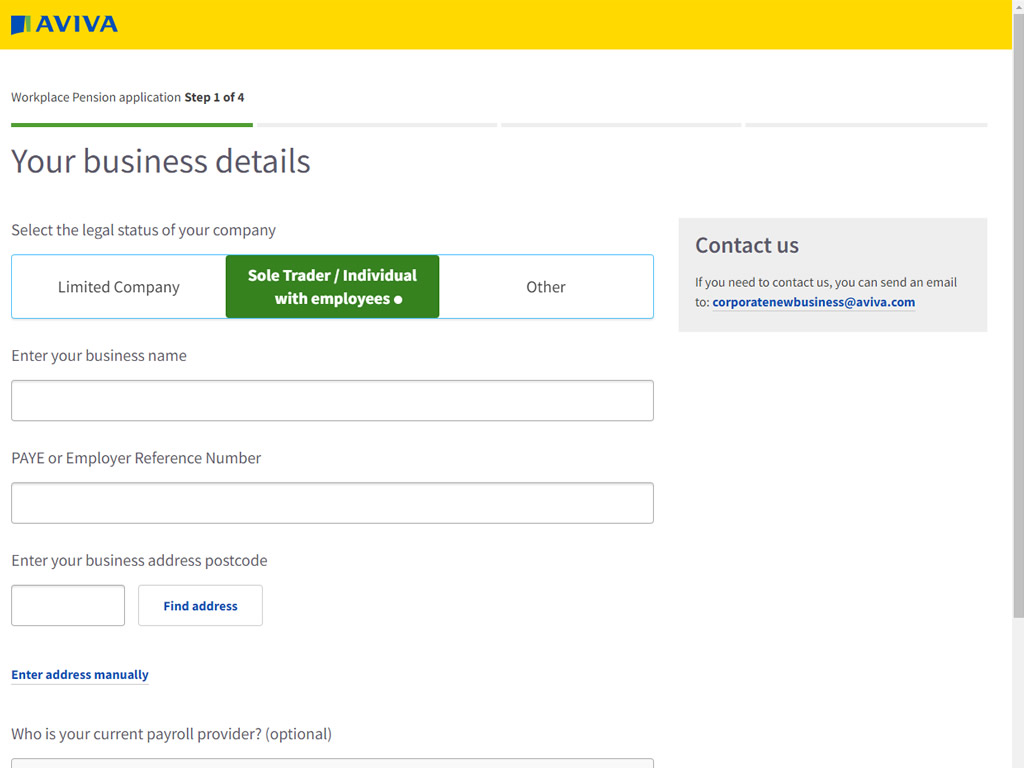 AVIVA
Workplace Pension application Step 1 of 4
Your business details
Select the legal status of your company
Limited Company
Sole Trader / Individual
with employees
Other
Enter your business name
PAYE or Employer Reference Number
Enter your business address postcode
Find address
Enter address manually
Who is your current payroll provider? (optional)
Contact us
If you need to contact us, you can send an email
to: corporatenewbusiness@aviva.com